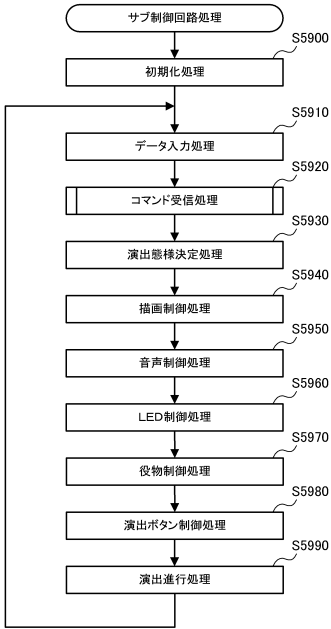 サブ制御回路処理
S5900
初期化処理
S5910
データ入力処理
S5920
コマンド受信処理
S5930
演出態様決定処理
S5940
描画制御処理
S5950
音声制御処理
S5960
LED制御処理
S5970
役物制御処理
S5980
演出ボタン制御処理
S5990
演出進行処理